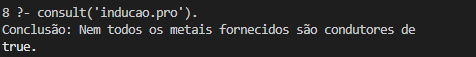 8 ?- consult('inducao.pro').
Conclusão: Nem todos os metais fornecidos são condutores de
true.